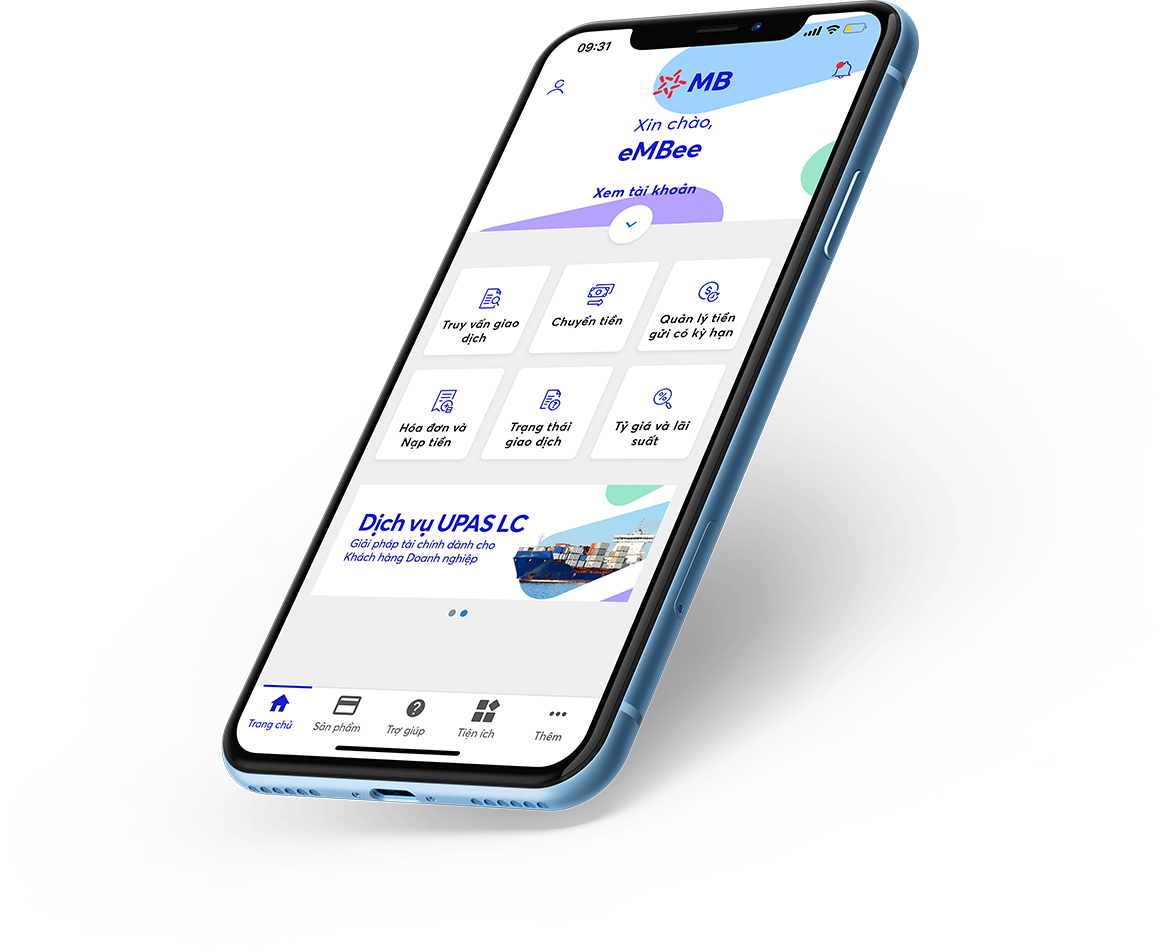 09:31
MB
Xin chào,
eMBee
Xem tài khoản
Truy vấn giao
dịch
Chuyển tiền
Quản lý tiền
gửi có kỳ hạn
Hóa đơn và
Nạp tiền
Trạng thái
giao dịch
Tỷ giá và lãi
suất
Dịch vụ UPAS LC
Giải pháp tài chính dành cho
Khách hàng Doanh nghiệp
Trang chủ
Sản phẩm
Trợ giúp
Tiện ích
Thêm